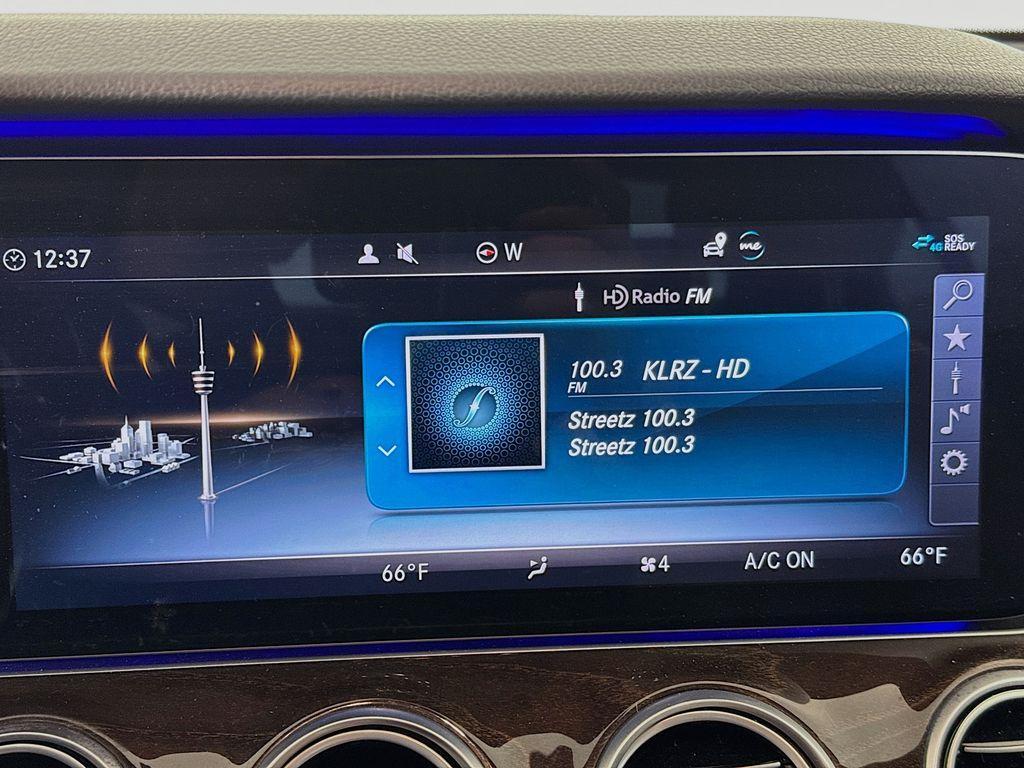 12:37
W
me
4G
SOS
READY
HD Radio FM
100.3 KLRZ - HD
FM
Streetz 100.3
Streetz 100.3
66°F
4
A/C ON
66°F